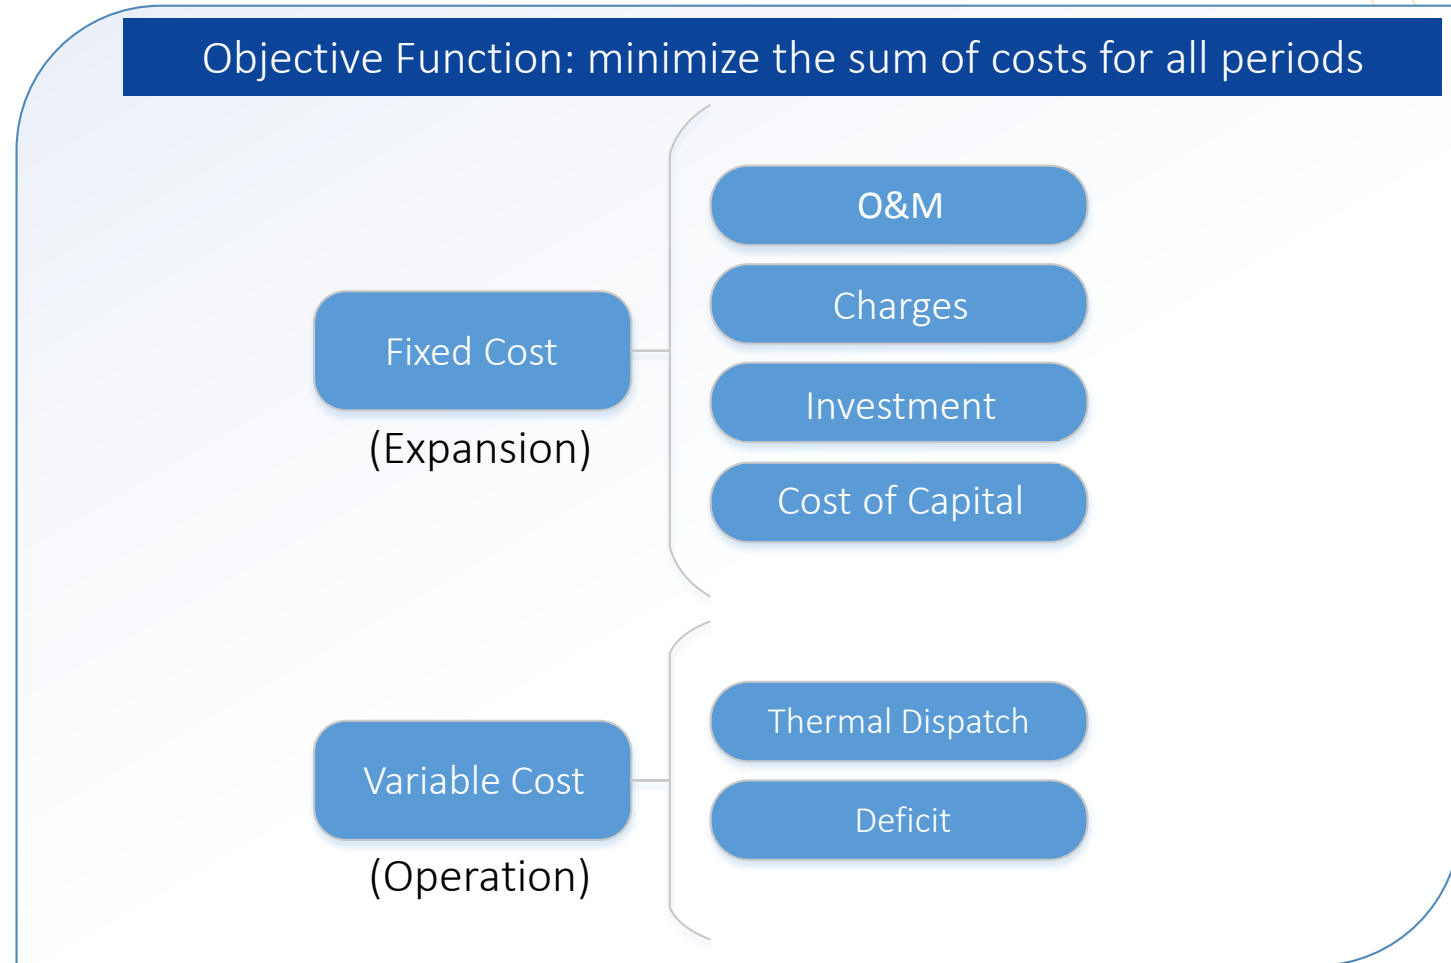 Objective Function: minimize the sum of costs for all periods
O&M
Charges
Fixed Cost
Investment
(Expansion)
Cost of Capital
Thermal Dispatch
Variable Cost
Deficit
(Operation)